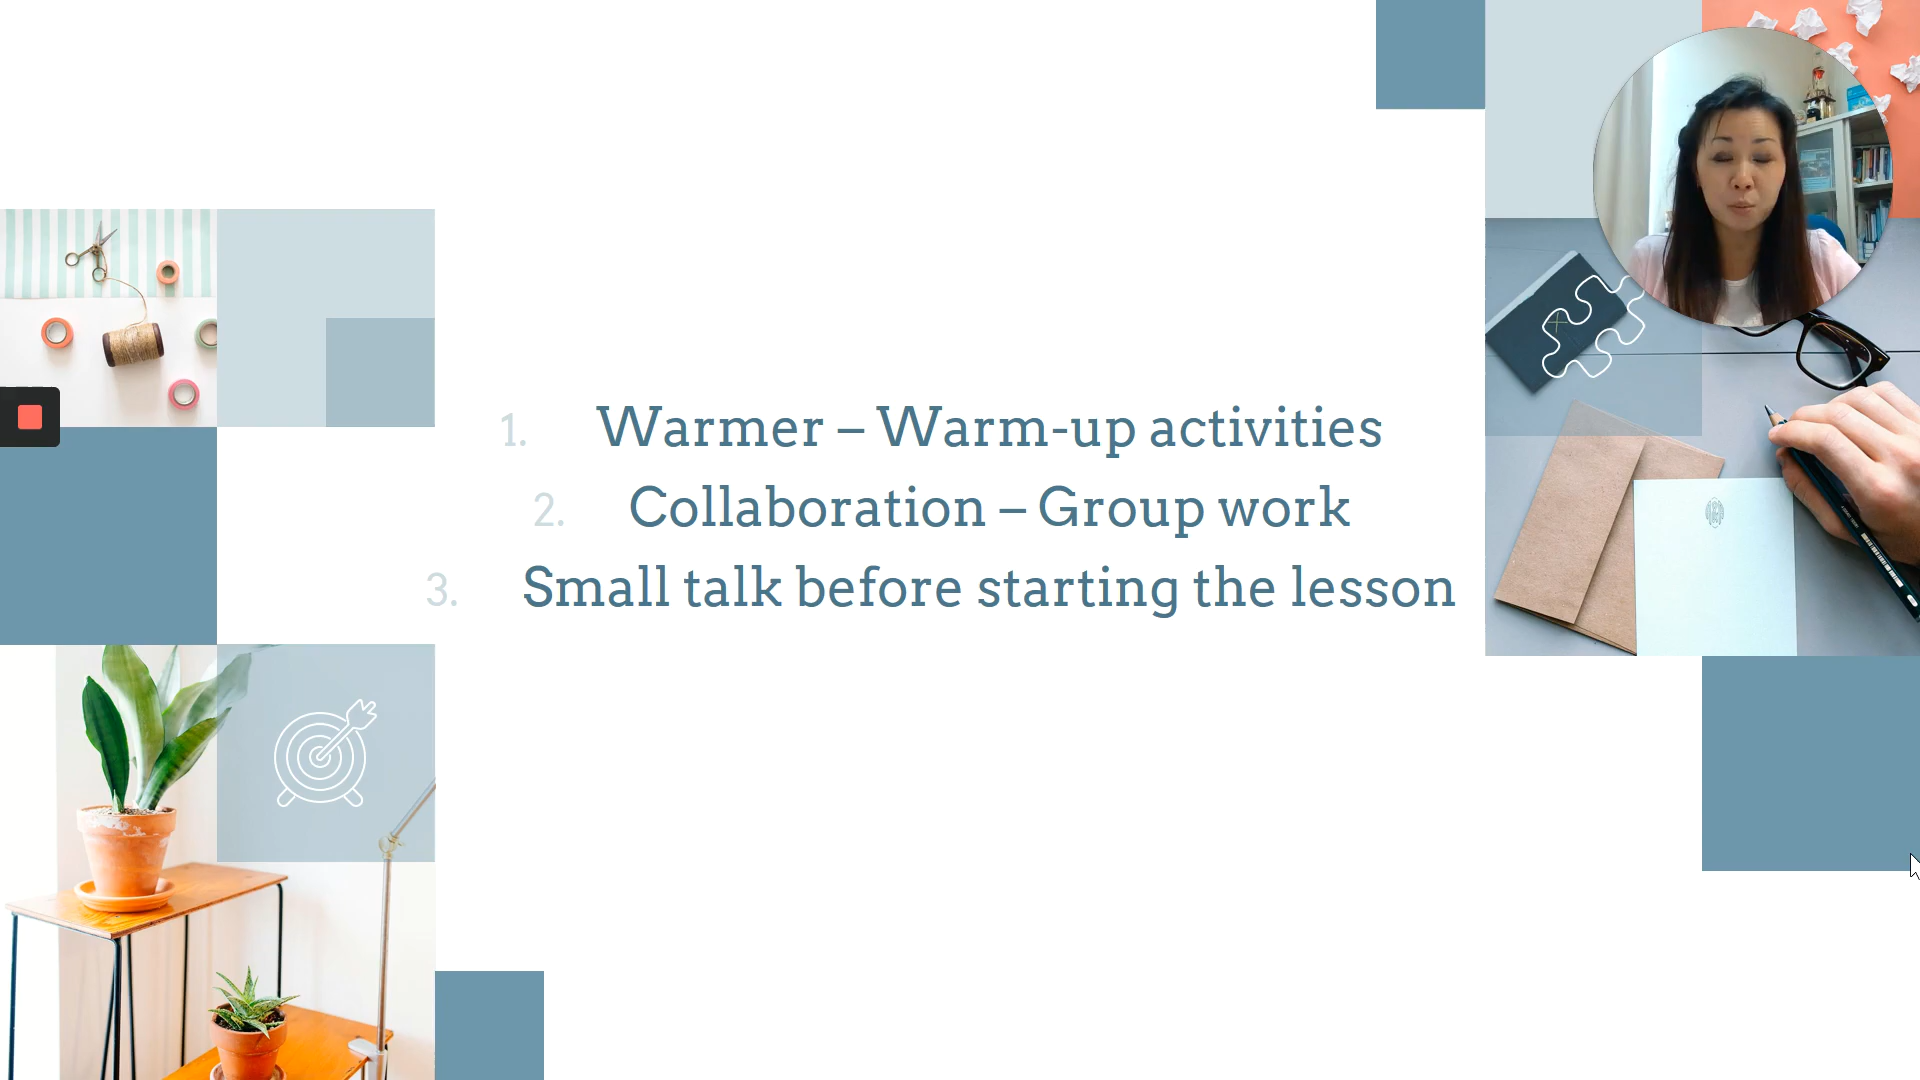 1. Warmer – Warm-up activities
2. Collaboration – Group work
3. Small talk before starting the lesson